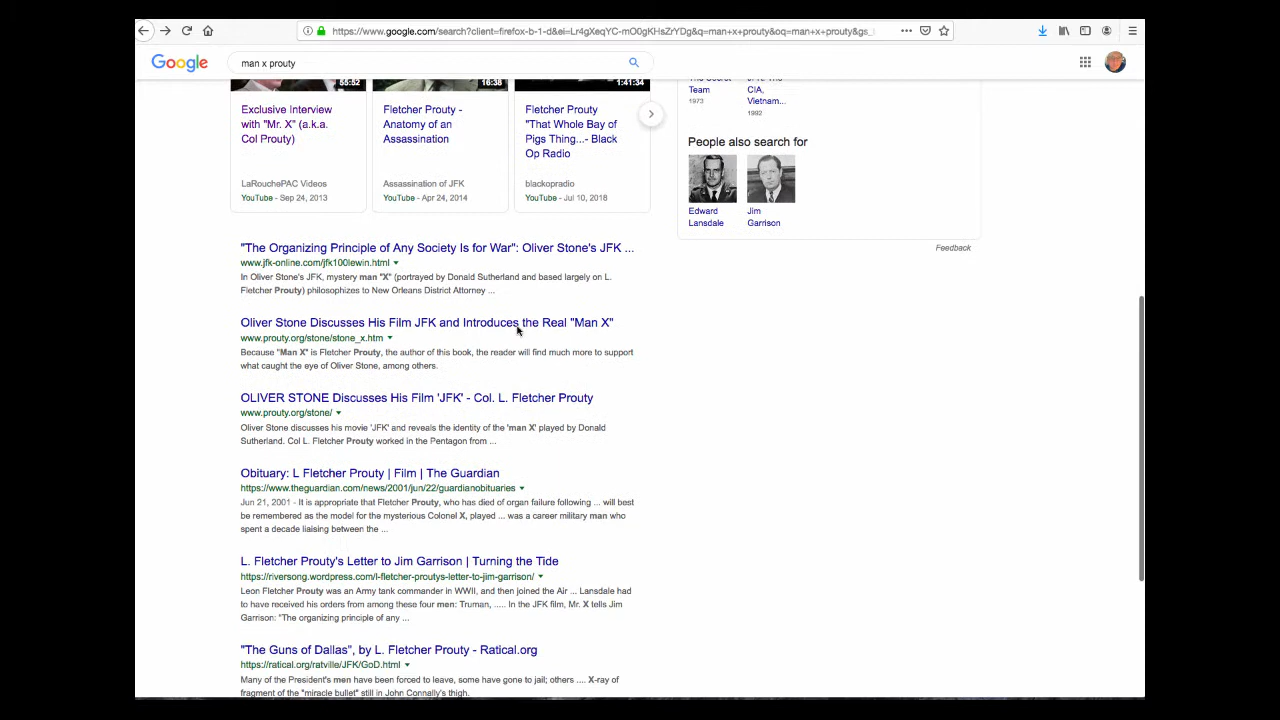 https://www.google.com/search?client=firefox-b-1-d&ei=Lr4gXeqYC-mO0gKHsZrYDg&q=man+x+prouty&oq=man+x+prouty&gs_l
Google
man x prouty
55:52
16:38
1:41:34
Exclusive Interview
with "Mr. X" (a.k.a.
Col Prouty)
LaRouchePAC Videos
YouTube - Sep 24, 2013
Fletcher Prouty -
Anatomy of an
Assassination
Assassination of JFK
YouTube - Apr 24, 2014
Fletcher Prouty
"That Whole Bay of
Pigs Thing...- Black
Op Radio
blackopradio
YouTube - Jul 10, 2018
"The Organizing Principle of Any Society Is for War": Oliver Stone's JFK ...
www.jfk-online.com/jfk100lewin.html
In Oliver Stone's JFK, mystery man "X" (portrayed by Donald Sutherland and based largely on L.
Fletcher Prouty) philosophizes to New Orleans District Attorney ...
Oliver Stone Discusses His Film JFK and Introduces the Real "Man X"
www.prouty.org/stone/stone_x.htm
Because "Man X" is Fletcher Prouty, the author of this book, the reader will find much more to support
what caught the eye of Oliver Stone, among others.
OLIVER STONE Discusses His Film 'JFK' - Col. L. Fletcher Prouty
www.prouty.org/stone/
Oliver Stone discusses his movie 'JFK' and reveals the identity of the 'man X' played by Donald
Sutherland. Col L. Fletcher Prouty worked in the Pentagon from ...
Obituary: L Fletcher Prouty | Film | The Guardian
https://www.theguardian.com/news/2001/jun/22/guardianobituaries
Jun 21, 2001 - It is appropriate that Fletcher Prouty, who has died of organ failure following ... will best
be remembered as the model for the mysterious Colonel X, played ... was a career military man who
spent a decade liaising between the ...
L. Fletcher Prouty's Letter to Jim Garrison | Turning the Tide
https://riversong.wordpress.com/l-fletcher-proutys-letter-to-jim-garrison/
Leon Fletcher Prouty was an Army tank commander in WWII, and then joined the Air ... Lansdale had
to have received his orders from among these four men: Truman, ..... In the JFK film, Mr. X tells Jim
Garrison: "The organizing principle of any ...
"The Guns of Dallas", by L. Fletcher Prouty - Ratical.org
https://ratical.org/ratville/JFK/GoD.html
Many of the President's men have been forced to leave, some have gone to jail; others .... X-ray of
fragment of the "miracle bullet" still in John Connally's thigh.
The Secret
Team
1973
JFK: The
CIA,
Vietnam...
1992
People also search for
Edward
Lansdale
Jim
Garrison
Feedback